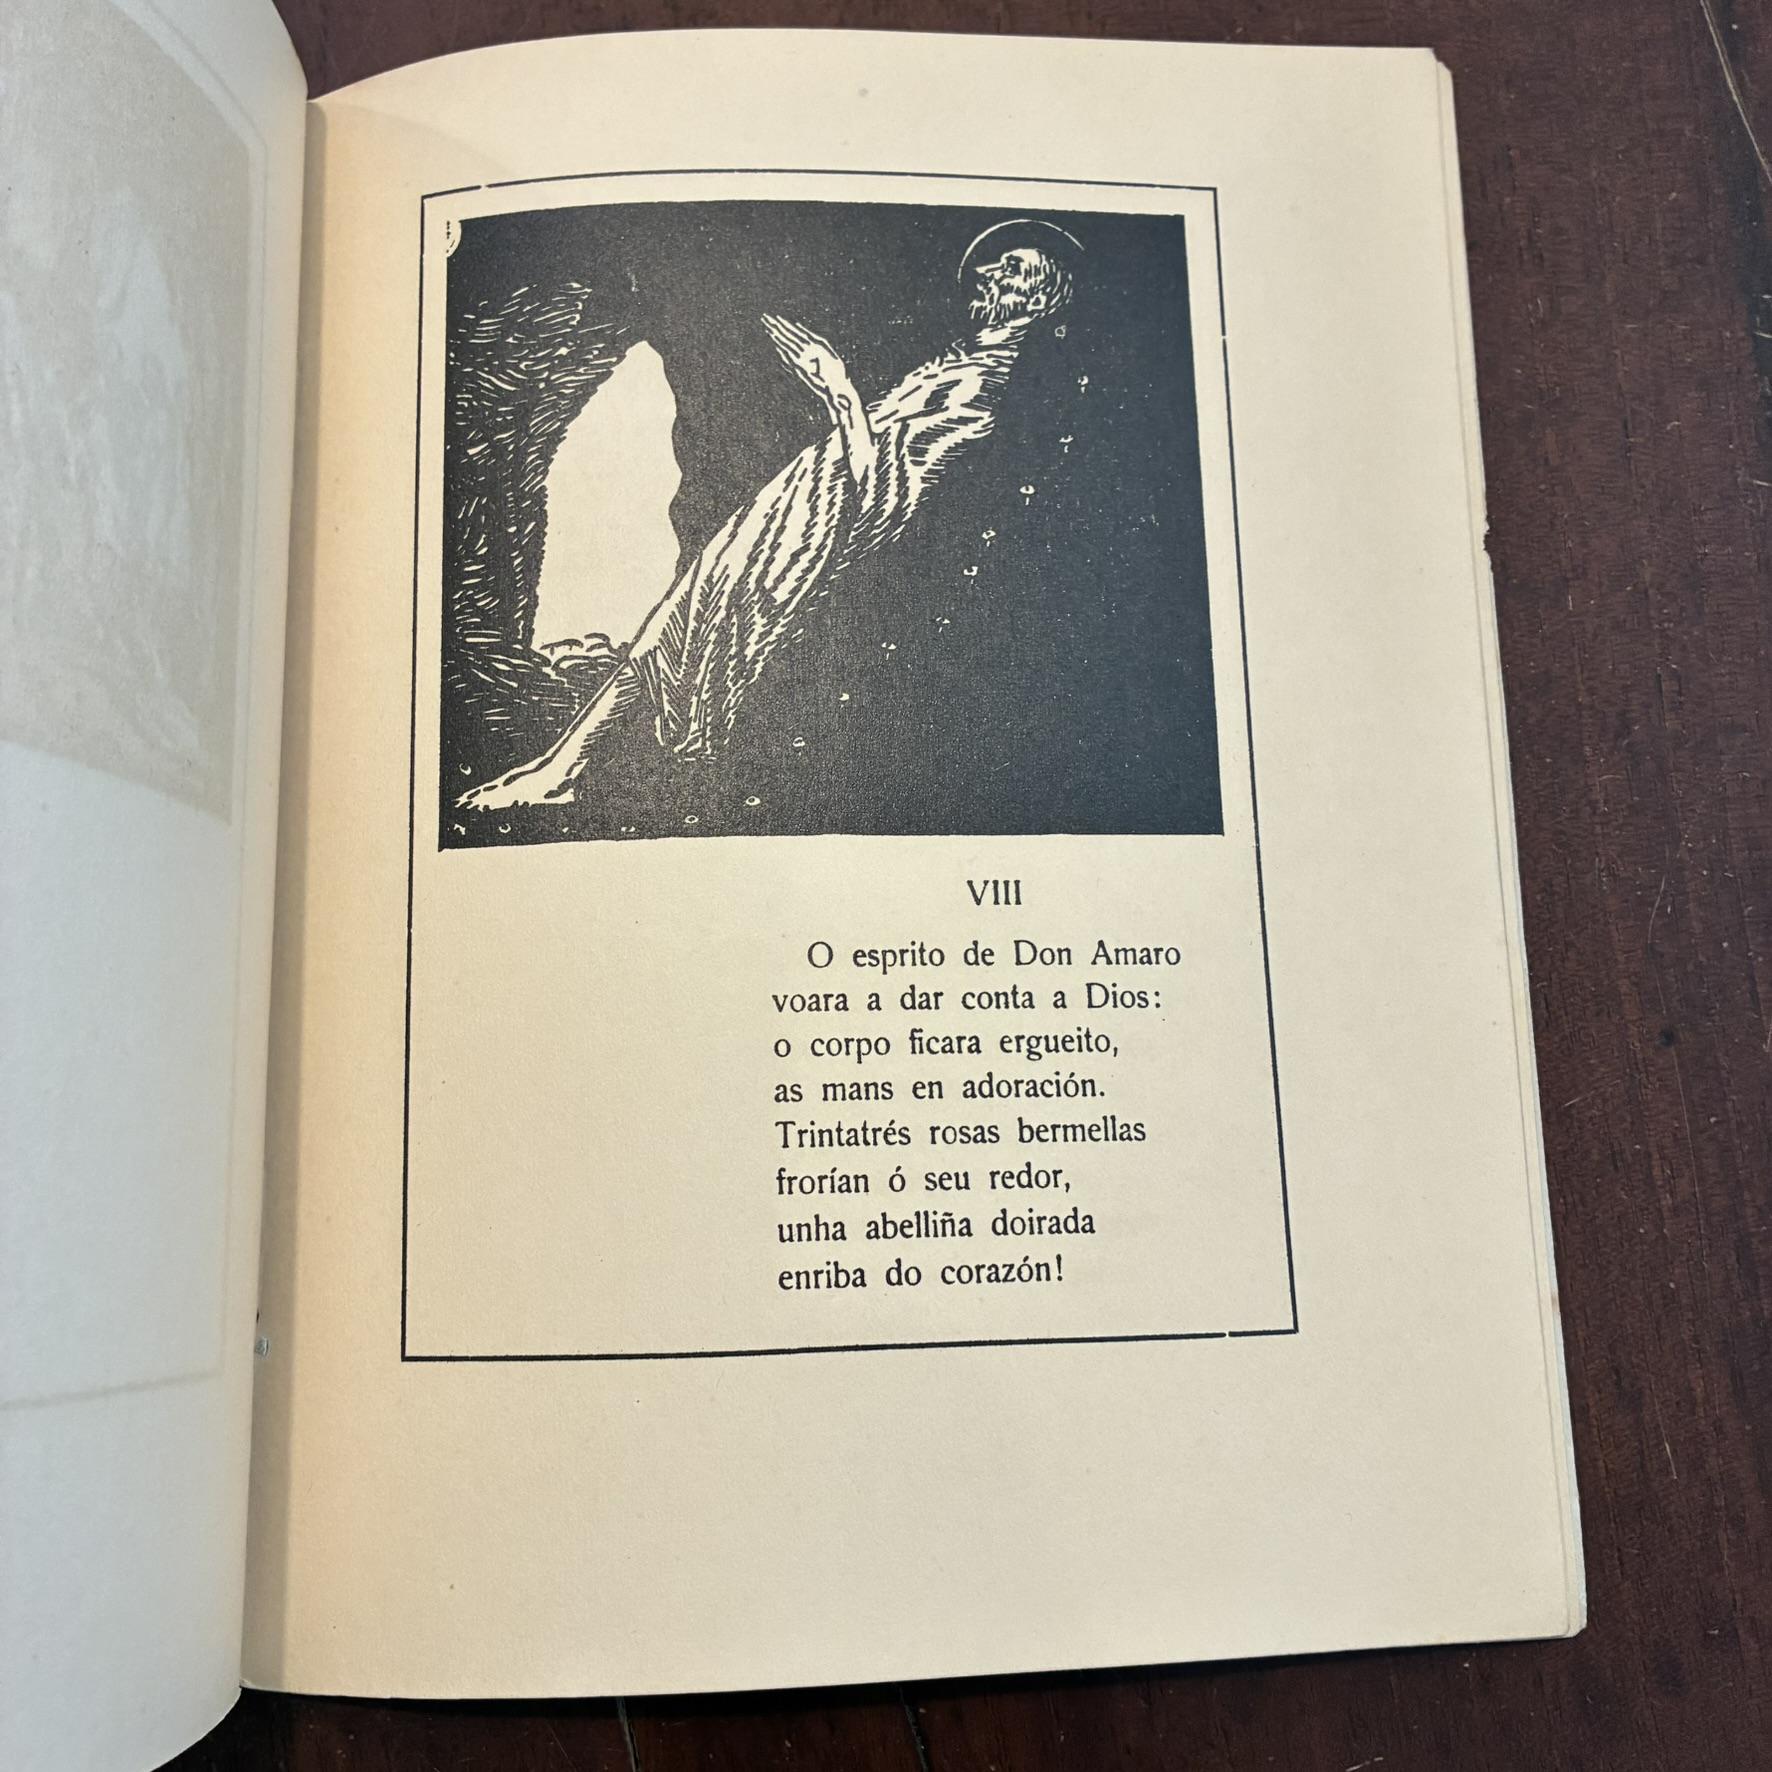 VIII
O esprito de Don Amaro
voara a dar conta a Dios:
o corpo ficara ergueito,
as mans en adoración.
Trintatrés rosas bermellas
frorían ó seu redor,
unha abelliña doirada
enriba do corazón!